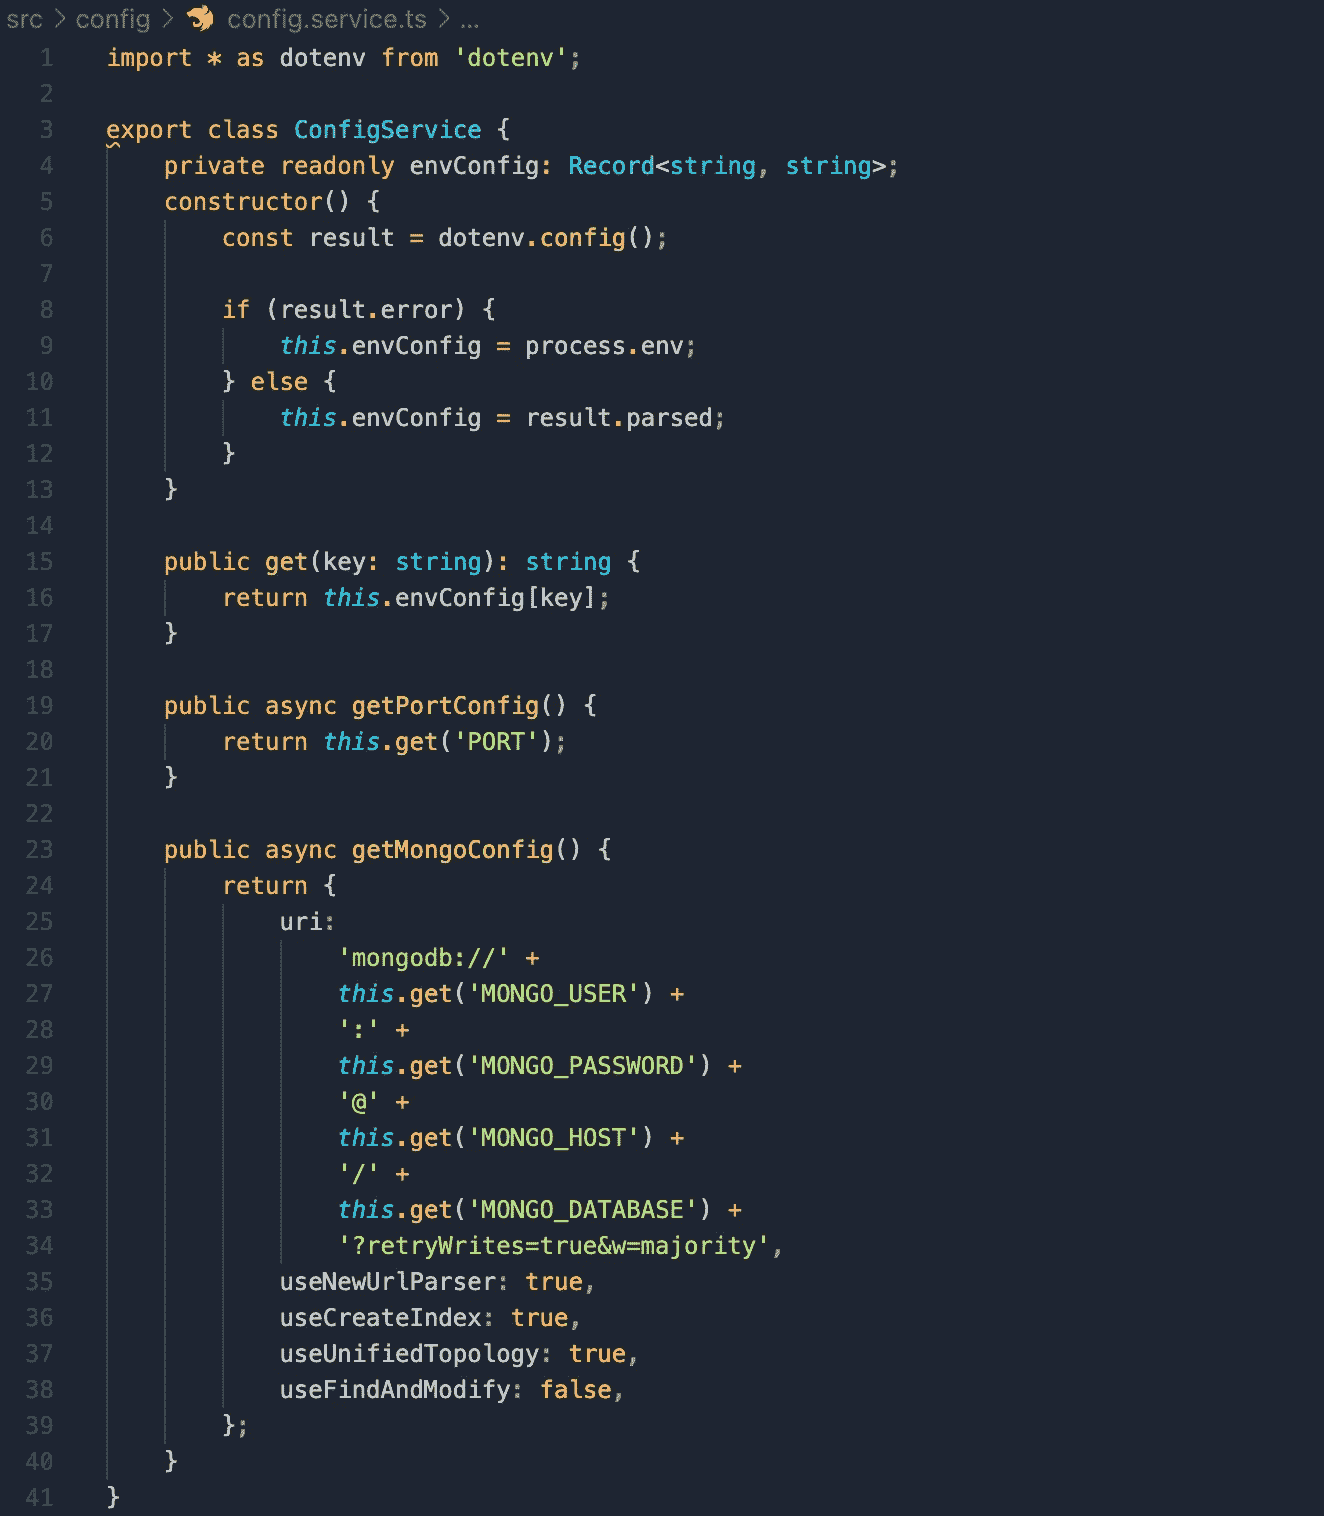 src > config > config.service.ts > ...
1 import * as dotenv from 'dotenv';
2
3 export class ConfigService {
4     private readonly envConfig: Record<string, string>;
5     constructor() {
6         const result = dotenv.config();
7
8         if (result.error) {
9             this.envConfig = process.env;
10         } else {
11             this.envConfig = result.parsed;
12         }
13     }
14
15     public get(key: string): string {
16         return this.envConfig[key];
17     }
18
19     public async getPortConfig() {
20         return this.get('PORT');
21     }
22
23     public async getMongoConfig() {
24         return {
25             uri:
26                 'mongodb://' +
27                 this.get('MONGO_USER') +
28                 ':' +
29                 this.get('MONGO_PASSWORD') +
30                 '@' +
31                 this.get('MONGO_HOST') +
32                 '/' +
33                 this.get('MONGO_DATABASE') +
34                 '?retryWrites=true&w=majority',
35             useNewUrlParser: true,
36             useCreateIndex: true,
37             useUnifiedTopology: true,
38             useFindAndModify: false,
39         };
40     }
41 }